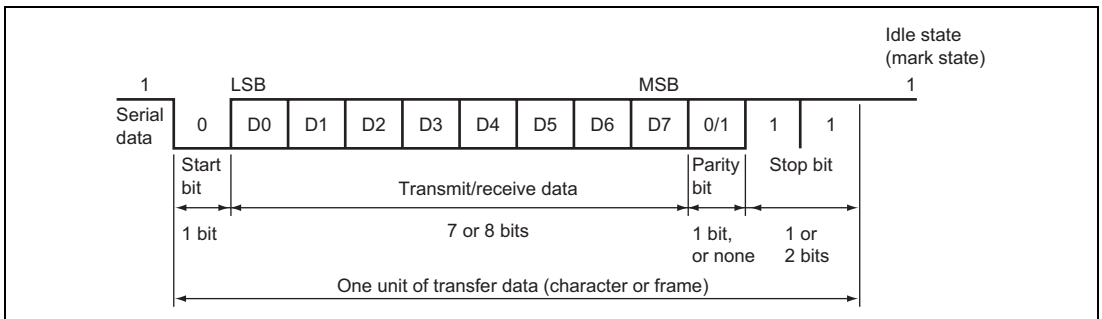 Idle state
(mark state)
1 LSB MSB 1
Serial
data
0 D0 D1 D2 D3 D4 D5 D6 D7 0/1 1 1
Start
bit
Transmit/receive data
Parity
bit
Stop bit
1 bit
7 or 8 bits
1 bit,
or none
1 or
2 bits
One unit of transfer data (character or frame)